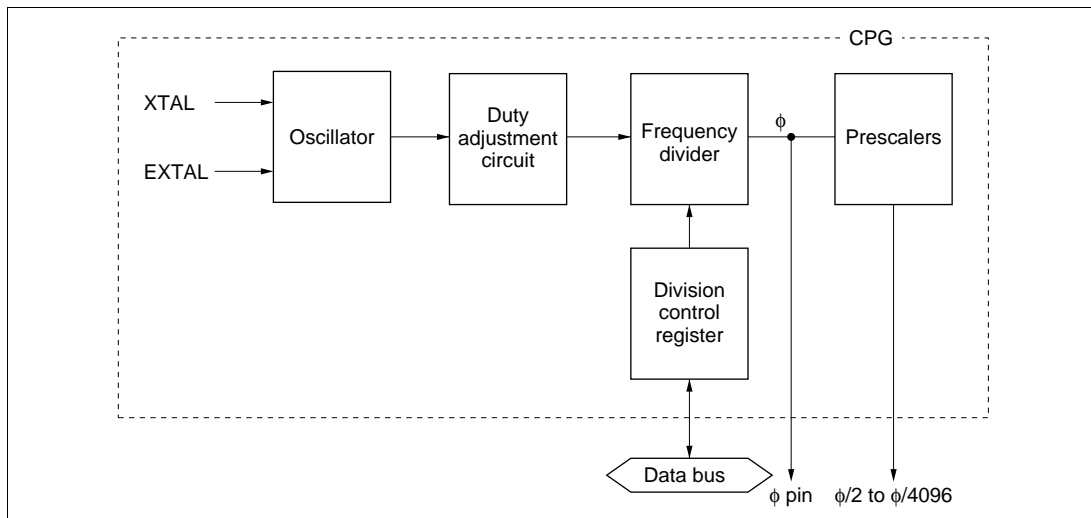 CPG
XTAL
EXTAL
Oscillator
Duty
adjustment
circuit
Frequency
divider
ϕ
Prescalers
Division
control
register
Data bus
ϕ pin
ϕ/2 to ϕ/4096